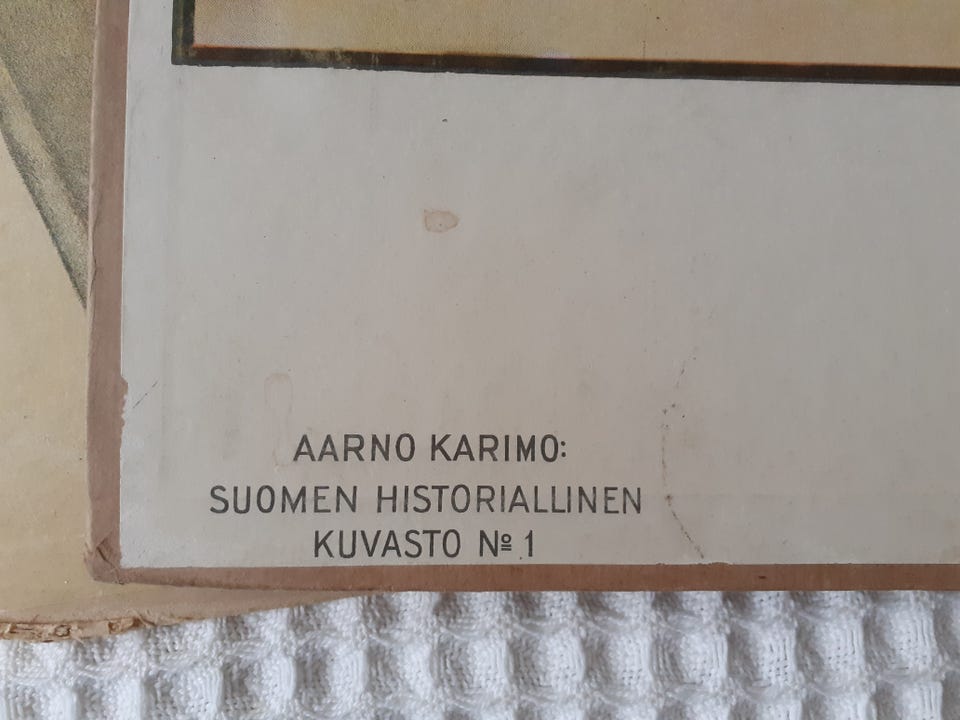 AARNO KARIMO:
SUOMEN HISTORIALLINEN
KUVASTO Nº 1